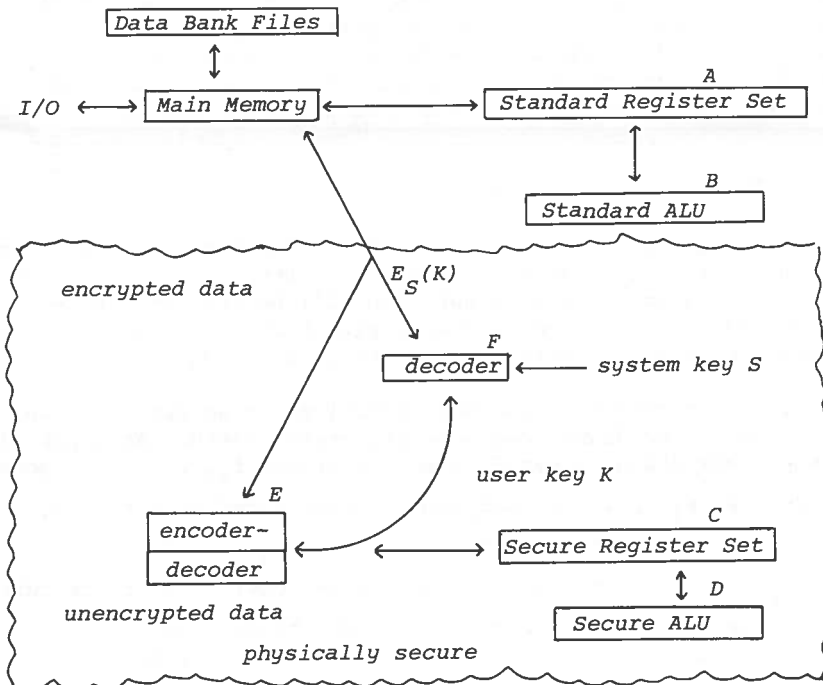 Data Bank Files
A
I/O
Main Memory
Standard Register Set
B
Standard ALU
E_S(K)
encrypted data
F
decoder
system key S
user key K
E
encoder-
decoder
C
Secure Register Set
D
Secure ALU
unencrypted data
physically secure